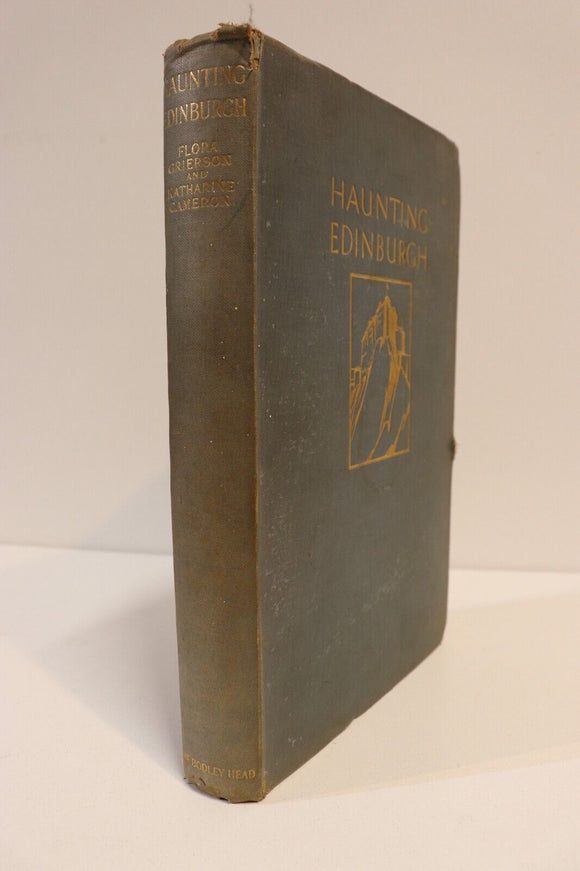 HAUNTING
EDINBURGH
FLORA
GRIERSON
AND
KATHARINE
CAMERON
BODLEY HEAD
HAUNTING
EDINBURGH